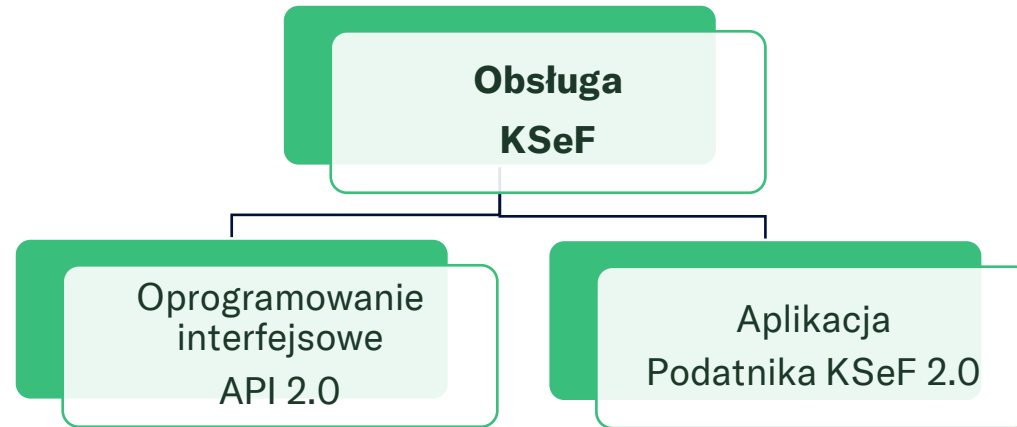 Obsługa
KSeF
Oprogramowanie
interfejsowe
API 2.0
Aplikacja
Podatnika KSeF 2.0